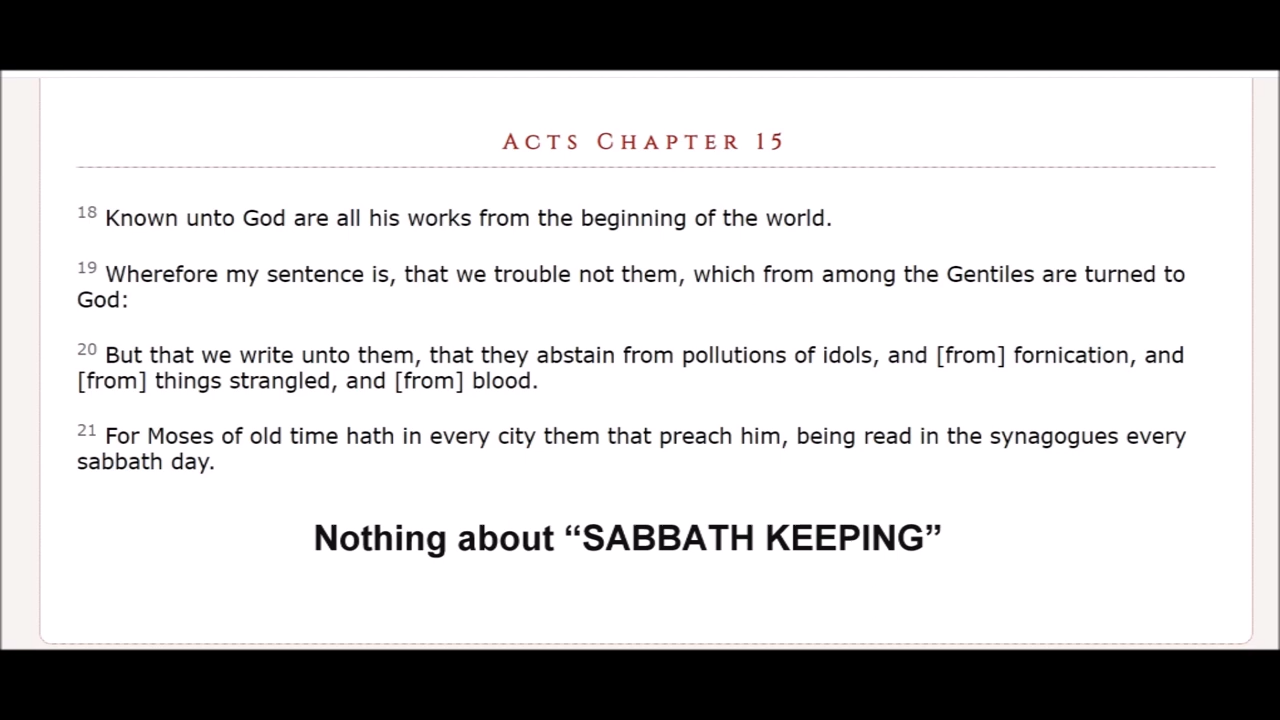 Acts Chapter 15
18 Known unto God are all his works from the beginning of the world.
19 Wherefore my sentence is, that we trouble not them, which from among the Gentiles are turned to
God:
20 But that we write unto them, that they abstain from pollutions of idols, and [from] fornication, and
[from] things strangled, and [from] blood.
21 For Moses of old time hath in every city them that preach him, being read in the synagogues every
sabbath day.
Nothing about “SABBATH KEEPING”